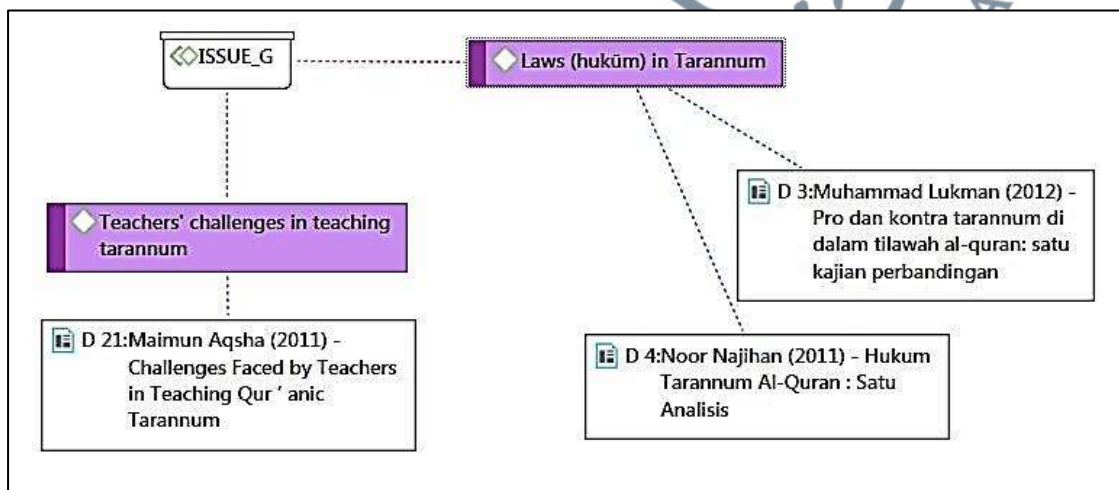 ISSUE_G
Laws (hukūm) in Tarannum
Teachers' challenges in teaching
tarannum
D 3:Muhammad Lukman (2012) -
Pro dan kontra tarannum di
dalam tilawah al-quran: satu
kajian perbandingan
D 21:Maimun Aqsha (2011) -
Challenges Faced by Teachers
in Teaching Qur ’ anic
Tarannum
D 4:Noor Najihan (2011) - Hukum
Tarannum Al-Quran : Satu
Analisis